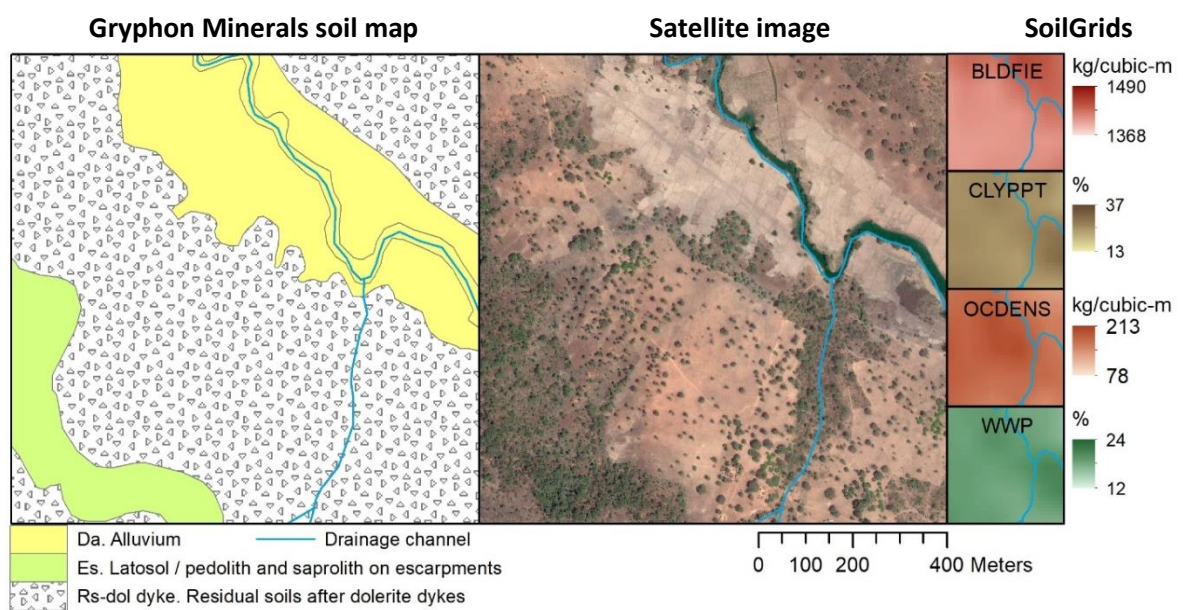 Gryphon Minerals soil map
Satellite image
SoilGrids
BLDFIE
kg/cubic-m
1490
1368
CLYPPT
%
37
13
OCDENS
kg/cubic-m
213
78
WWP
%
24
12
Da. Alluvium
Drainage channel
Es. Latosol / pedolith and saprolith on escarpments
Rs-dol dyke. Residual soils after dolerite dykes
0 100 200 400 Meters